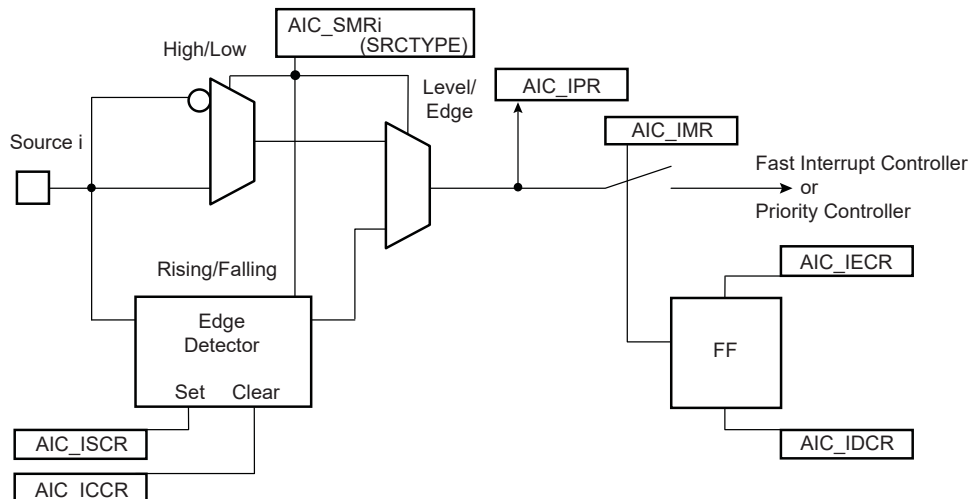 AIC_SMRi
(SRCTYPE)
High/Low
Level/
Edge
AIC_IPR
AIC_IMR
Source i
Fast Interrupt Controller
or
Priority Controller
Rising/Falling
AIC_IECR
Edge
Detector
FF
Set Clear
AIC_ISCR
AIC_IDCR
AIC_ICCR